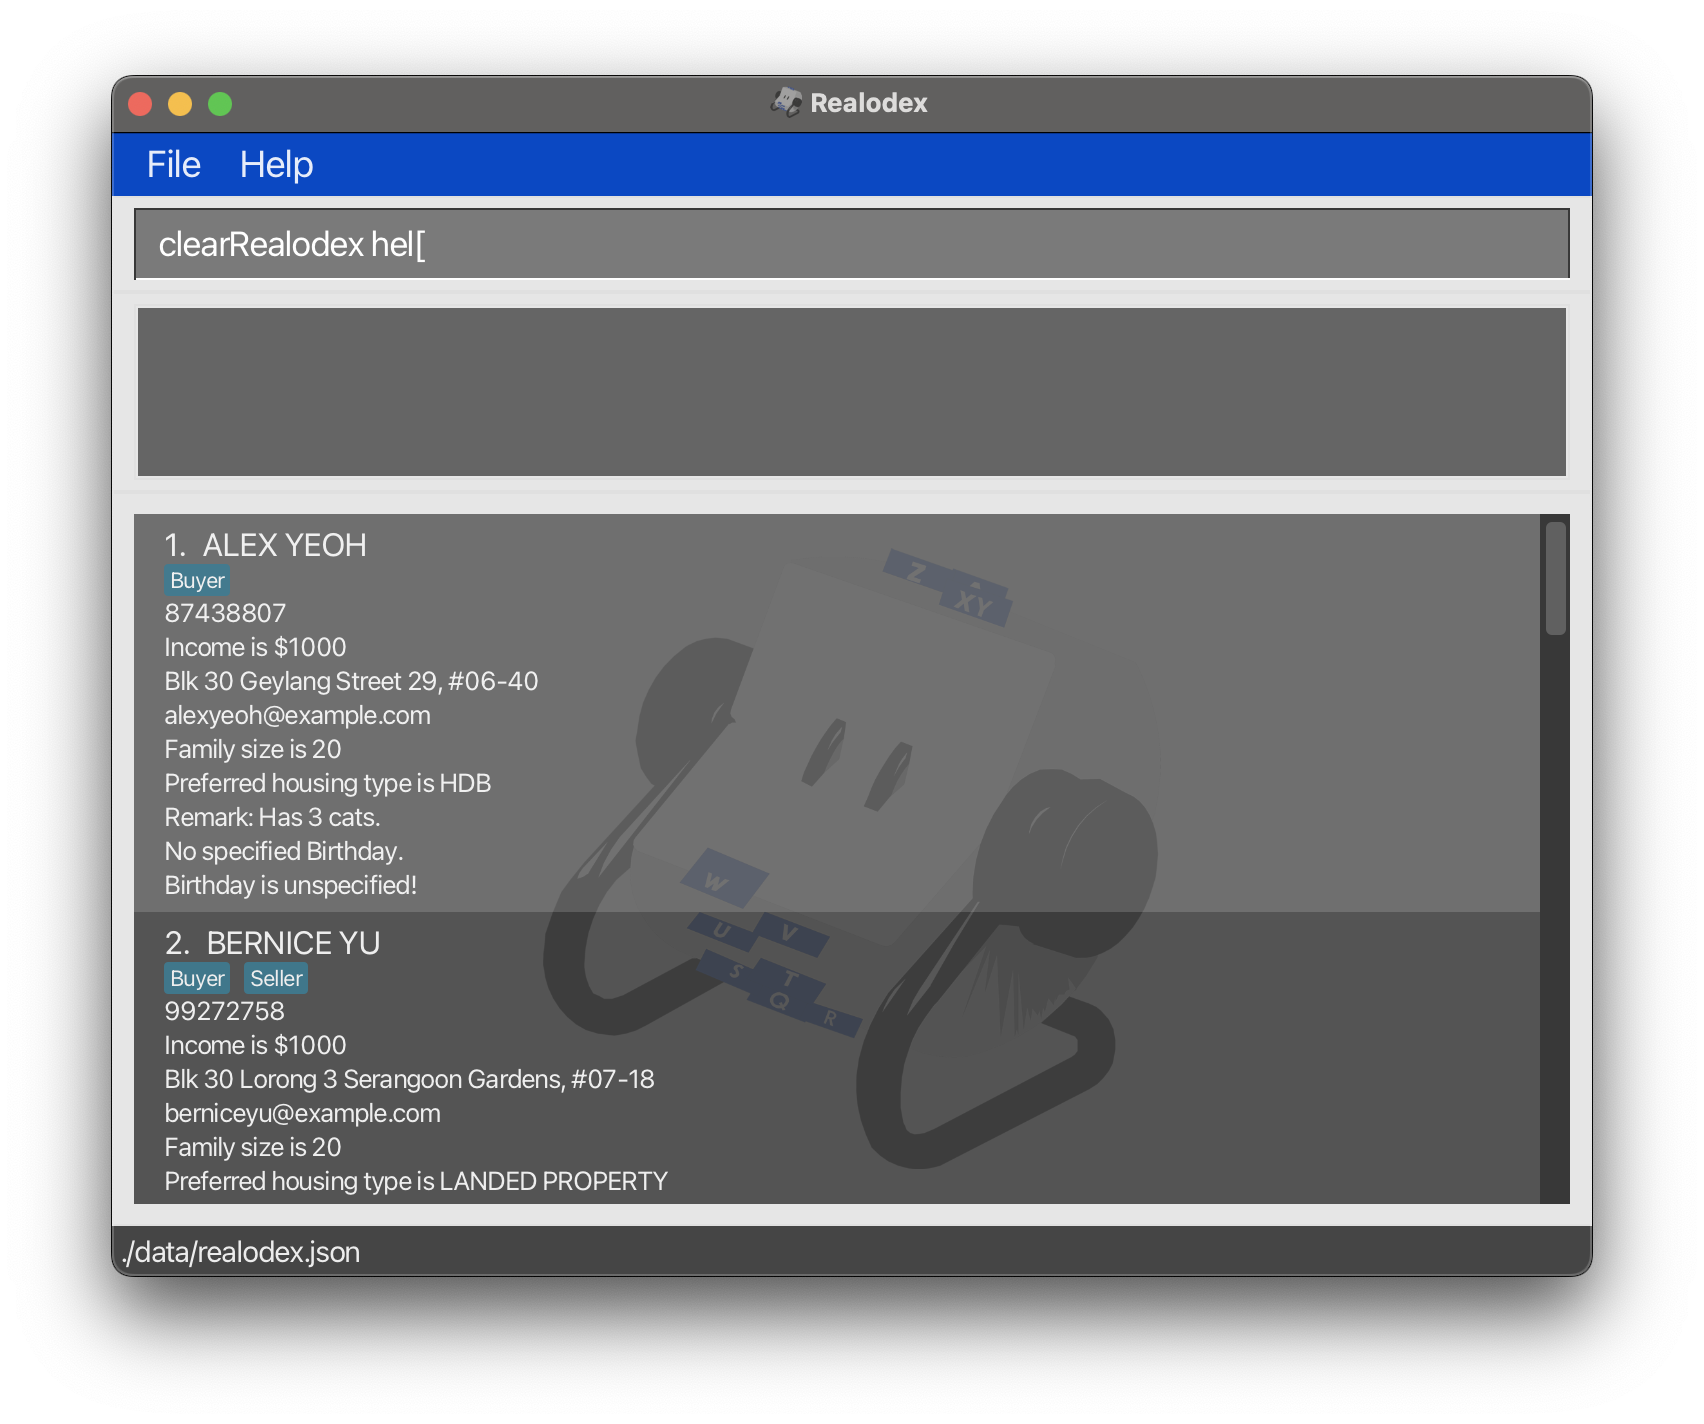 Realodex
File Help
clearRealodex hel[
1. ALEX YEOH
Buyer
87438807
Income is $1000
Blk 30 Geylang Street 29, #06-40
alexyeoh@example.com
Family size is 20
Preferred housing type is HDB
Remark: Has 3 cats.
No specified Birthday.
Birthday is unspecified!
2. BERNICE YU
Buyer Seller
99272758
Income is $1000
Blk 30 Lorong 3 Serangoon Gardens, #07-18
berniceyu@example.com
Family size is 20
Preferred housing type is LANDED PROPERTY
Z
XY
W
U V
S T
Q R
./data/realodex.json